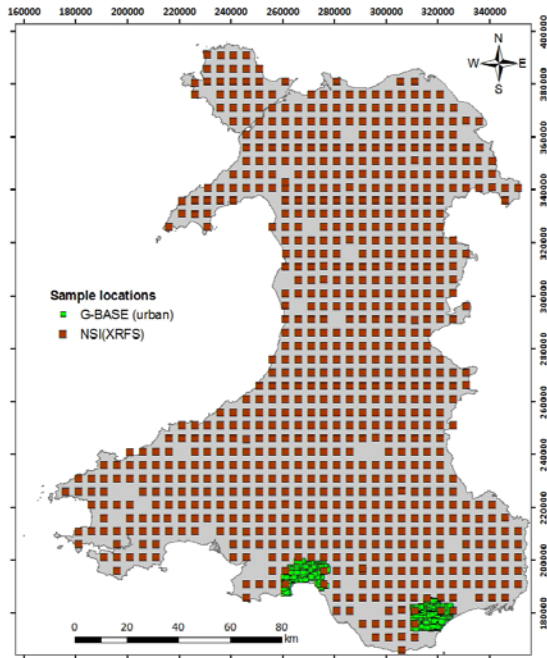 160000 180000 200000 220000 240000 260000 280000 300000 320000 340000
400000
N
W E
S
380000
360000
340000
320000
Sample locations
G-BASE (urban)
300000
NSI(XRFS)
280000
260000
240000
220000
200000
180000
0 20 40 60 80
km